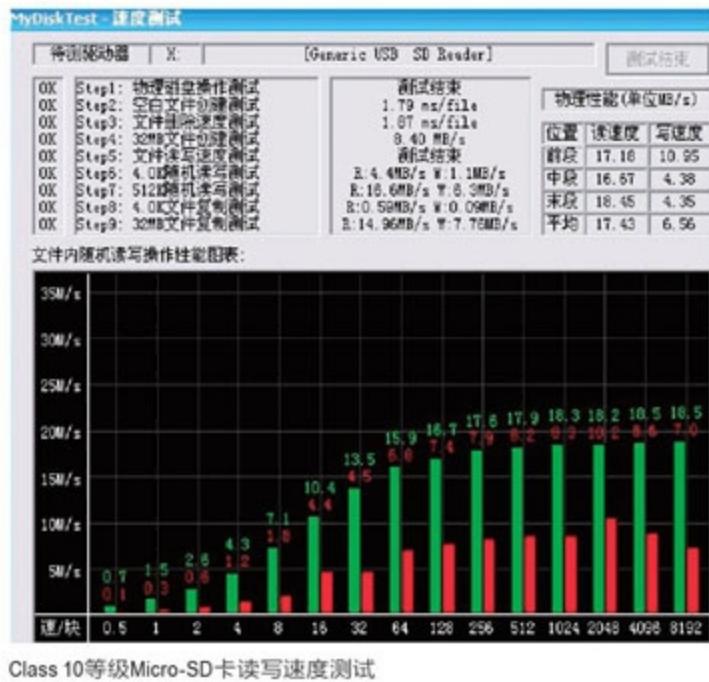 MyDiskTest - 速度测试
待测驱动器 X: [Generic USB SD Reader] 测试结束
OK Step1: 物理磁盘操作测试 测试结束
OK Step2: 空白文件创建测试 1.79 ms/file
OK Step3: 文件删除速度测试 1.87 ms/file
OK Step4: 32MB文件创建测试 8.40 MB/s
OK Step5: 文件读写速度测试 测试结束
OK Step6: 4.0K随机读写测试 R:4.4MB/s W:1.1MB/s
OK Step7: 512K随机读写测试 R:16.6MB/s W:6.3MB/s
OK Step8: 4.0K文件复制测试 R:0.59MB/s W:0.09MB/s
OK Step9: 32MB文件复制测试 R:14.96MB/s W:7.76MB/s
物理性能(单位MB/s)
位置 读速度 写速度
前段 17.18 10.95
中段 16.67 4.38
末段 18.45 4.35
平均 17.43 6.56
文件内随机读写操作性能图表:
35M/s
30M/s
25M/s
20M/s
15M/s
10M/s
5M/s
0.7 1.5 2.6 4.3 7.1 10.4 13.5 15.9 16.7 17.6 17.9 18.3 18.2 18.5 18.5
0.1 0.3 0.6 1.2 1.8 4.4 4.5 6.8 7.4 7.9 8.2 10.2 8.6 7.0
速/块 0.5 1 2 4 8 16 32 64 128 256 512 1024 2048 4096 8192
Class 10等级Micro-SD卡读写速度测试